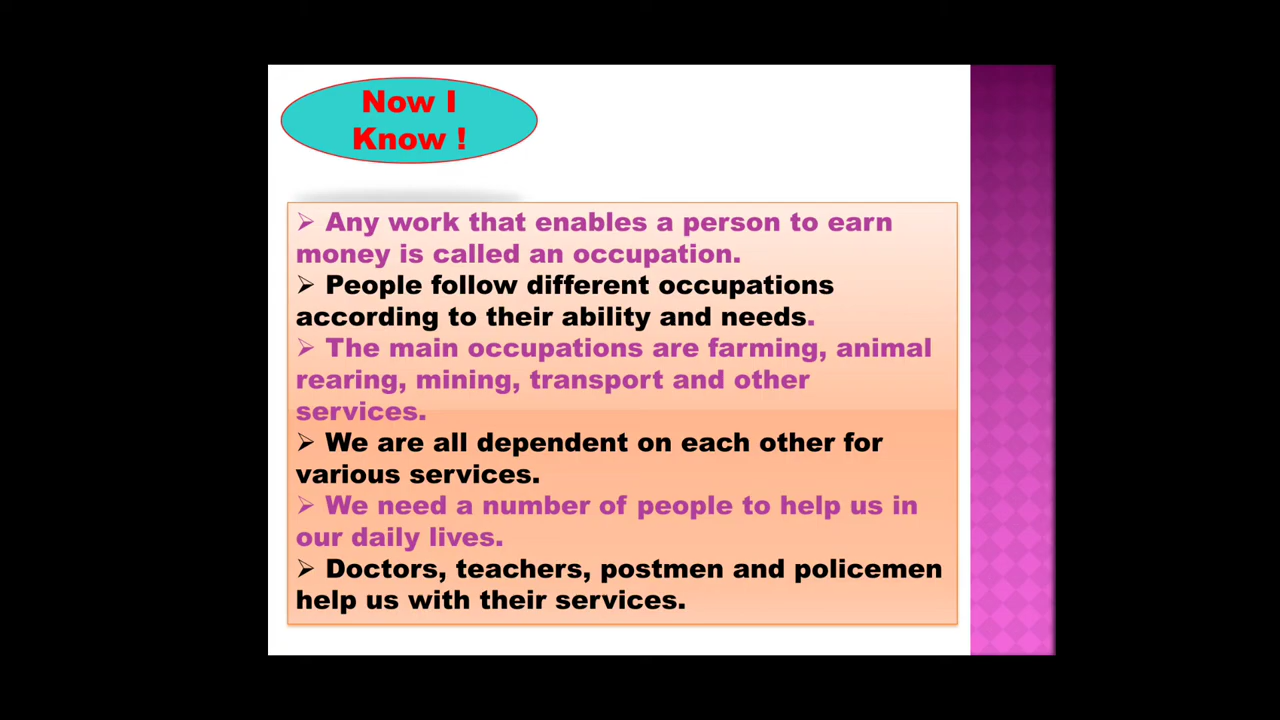 Now I
Know !
➢ Any work that enables a person to earn
money is called an occupation.
➢ People follow different occupations
according to their ability and needs.
➢ The main occupations are farming, animal
rearing, mining, transport and other
services.
➢ We are all dependent on each other for
various services.
➢ We need a number of people to help us in
our daily lives.
➢ Doctors, teachers, postmen and policemen
help us with their services.